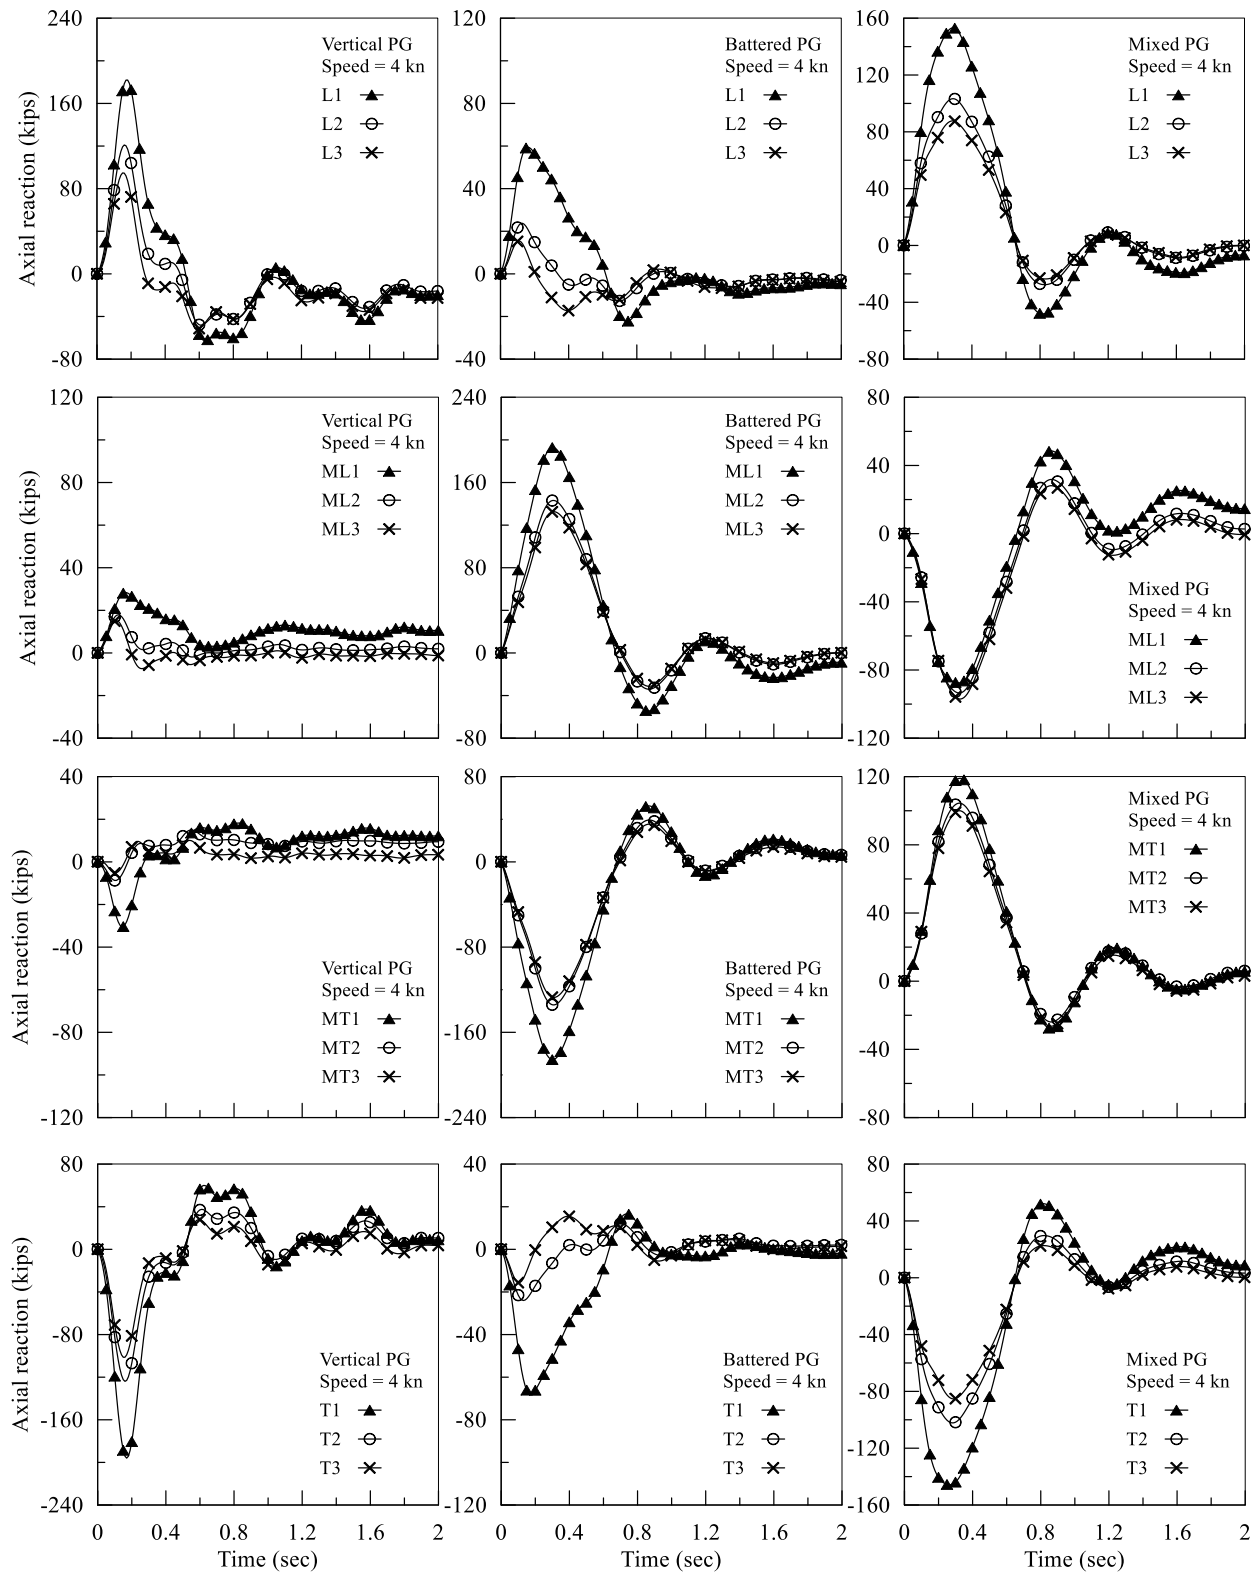 240
160
80
0
-80
Axial reaction (kips)
Vertical PG
Speed = 4 kn
L1
L2
L3
120
80
40
0
-40
Battered PG
Speed = 4 kn
L1
L2
L3
160
120
80
40
0
-40
-80
Mixed PG
Speed = 4 kn
L1
L2
L3
120
80
40
0
-40
Axial reaction (kips)
Vertical PG
Speed = 4 kn
ML1
ML2
ML3
240
160
80
0
-80
Battered PG
Speed = 4 kn
ML1
ML2
ML3
80
40
0
-40
-80
-120
Mixed PG
Speed = 4 kn
ML1
ML2
ML3
40
0
-40
-80
-120
Axial reaction (kips)
Vertical PG
Speed = 4 kn
MT1
MT2
MT3
80
0
-80
-160
-240
Battered PG
Speed = 4 kn
MT1
MT2
MT3
120
80
40
0
-40
-80
Mixed PG
Speed = 4 kn
MT1
MT2
MT3
80
0
-80
-160
-240
Axial reaction (kips)
Vertical PG
Speed = 4 kn
T1
T2
T3
0 0.4 0.8 1.2 1.6 2
Time (sec)
40
0
-40
-80
-120
Battered PG
Speed = 4 kn
T1
T2
T3
0 0.4 0.8 1.2 1.6 2
Time (sec)
80
40
0
-40
-80
-120
-160
Mixed PG
Speed = 4 kn
T1
T2
T3
0 0.4 0.8 1.2 1.6 2
Time (sec)